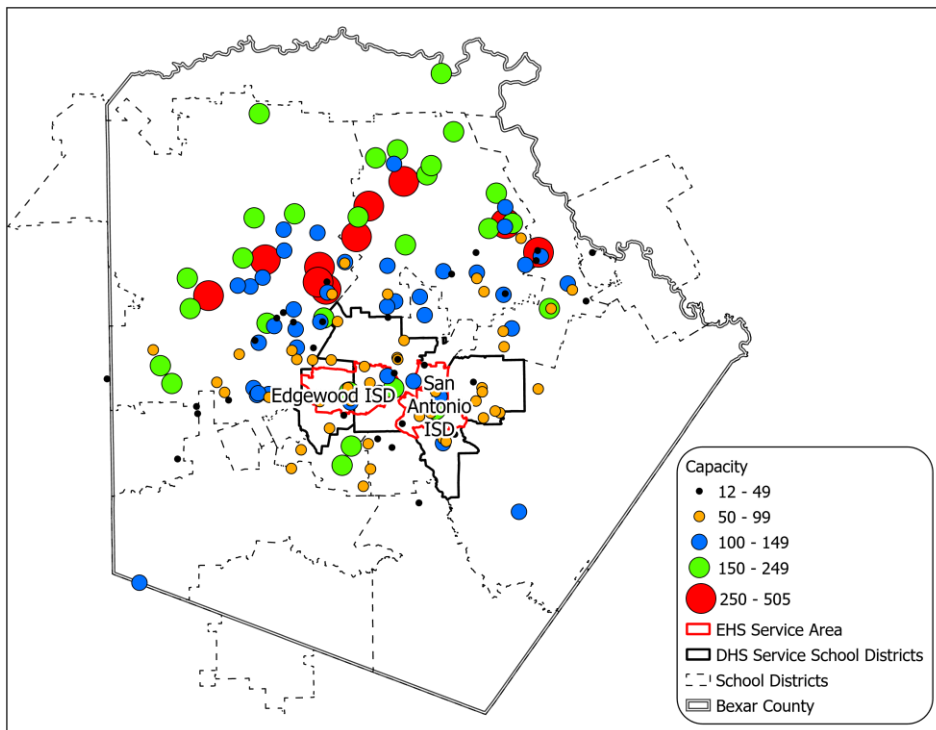 Edgewood ISD
San
Antonio
ISD
Capacity
12 - 49
50 - 99
100 - 149
150 - 249
250 - 505
EHS Service Area
DHS Service School Districts
School Districts
Bexar County